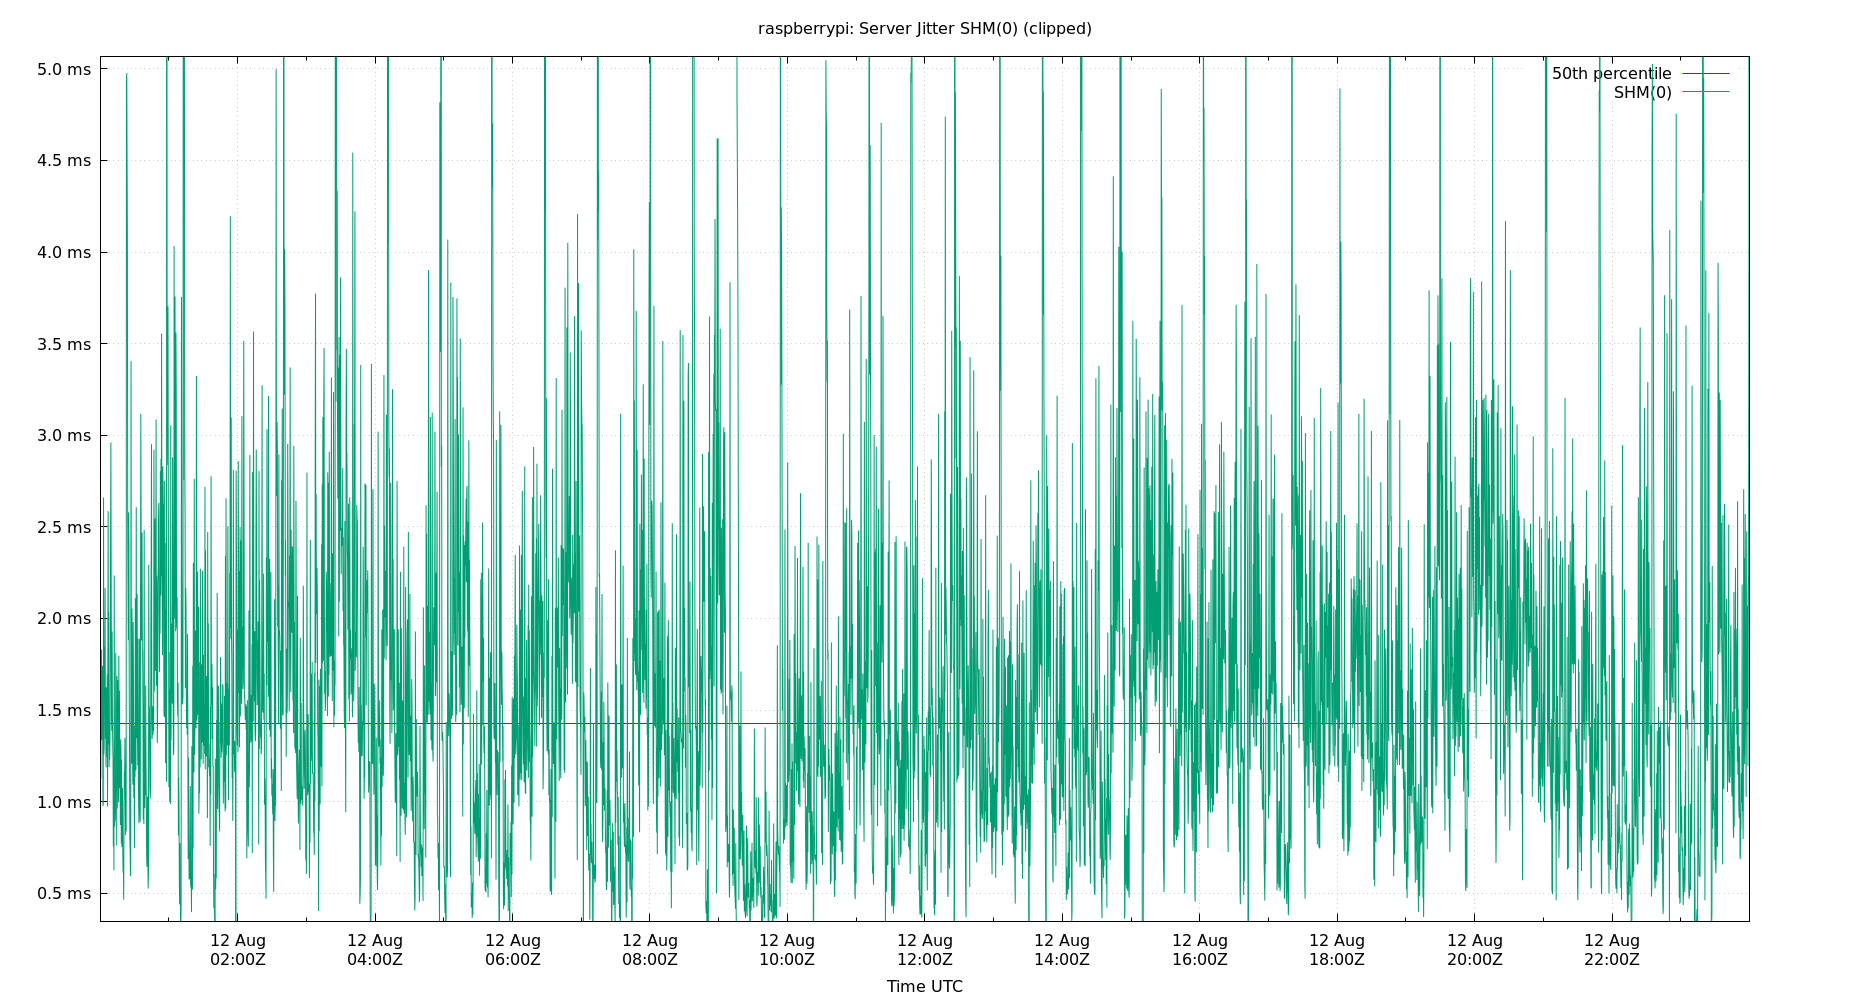 raspberrypi: Server Jitter SHM(0) (clipped)
5.0 ms
4.5 ms
4.0 ms
3.5 ms
3.0 ms
2.5 ms
2.0 ms
1.5 ms
1.0 ms
0.5 ms
50th percentile
SHM(0)
12 Aug 12 Aug 12 Aug 12 Aug 12 Aug 12 Aug 12 Aug 12 Aug 12 Aug 12 Aug 12 Aug
02:00Z 04:00Z 06:00Z 08:00Z 10:00Z 12:00Z 14:00Z 16:00Z 18:00Z 20:00Z 22:00Z
Time UTC